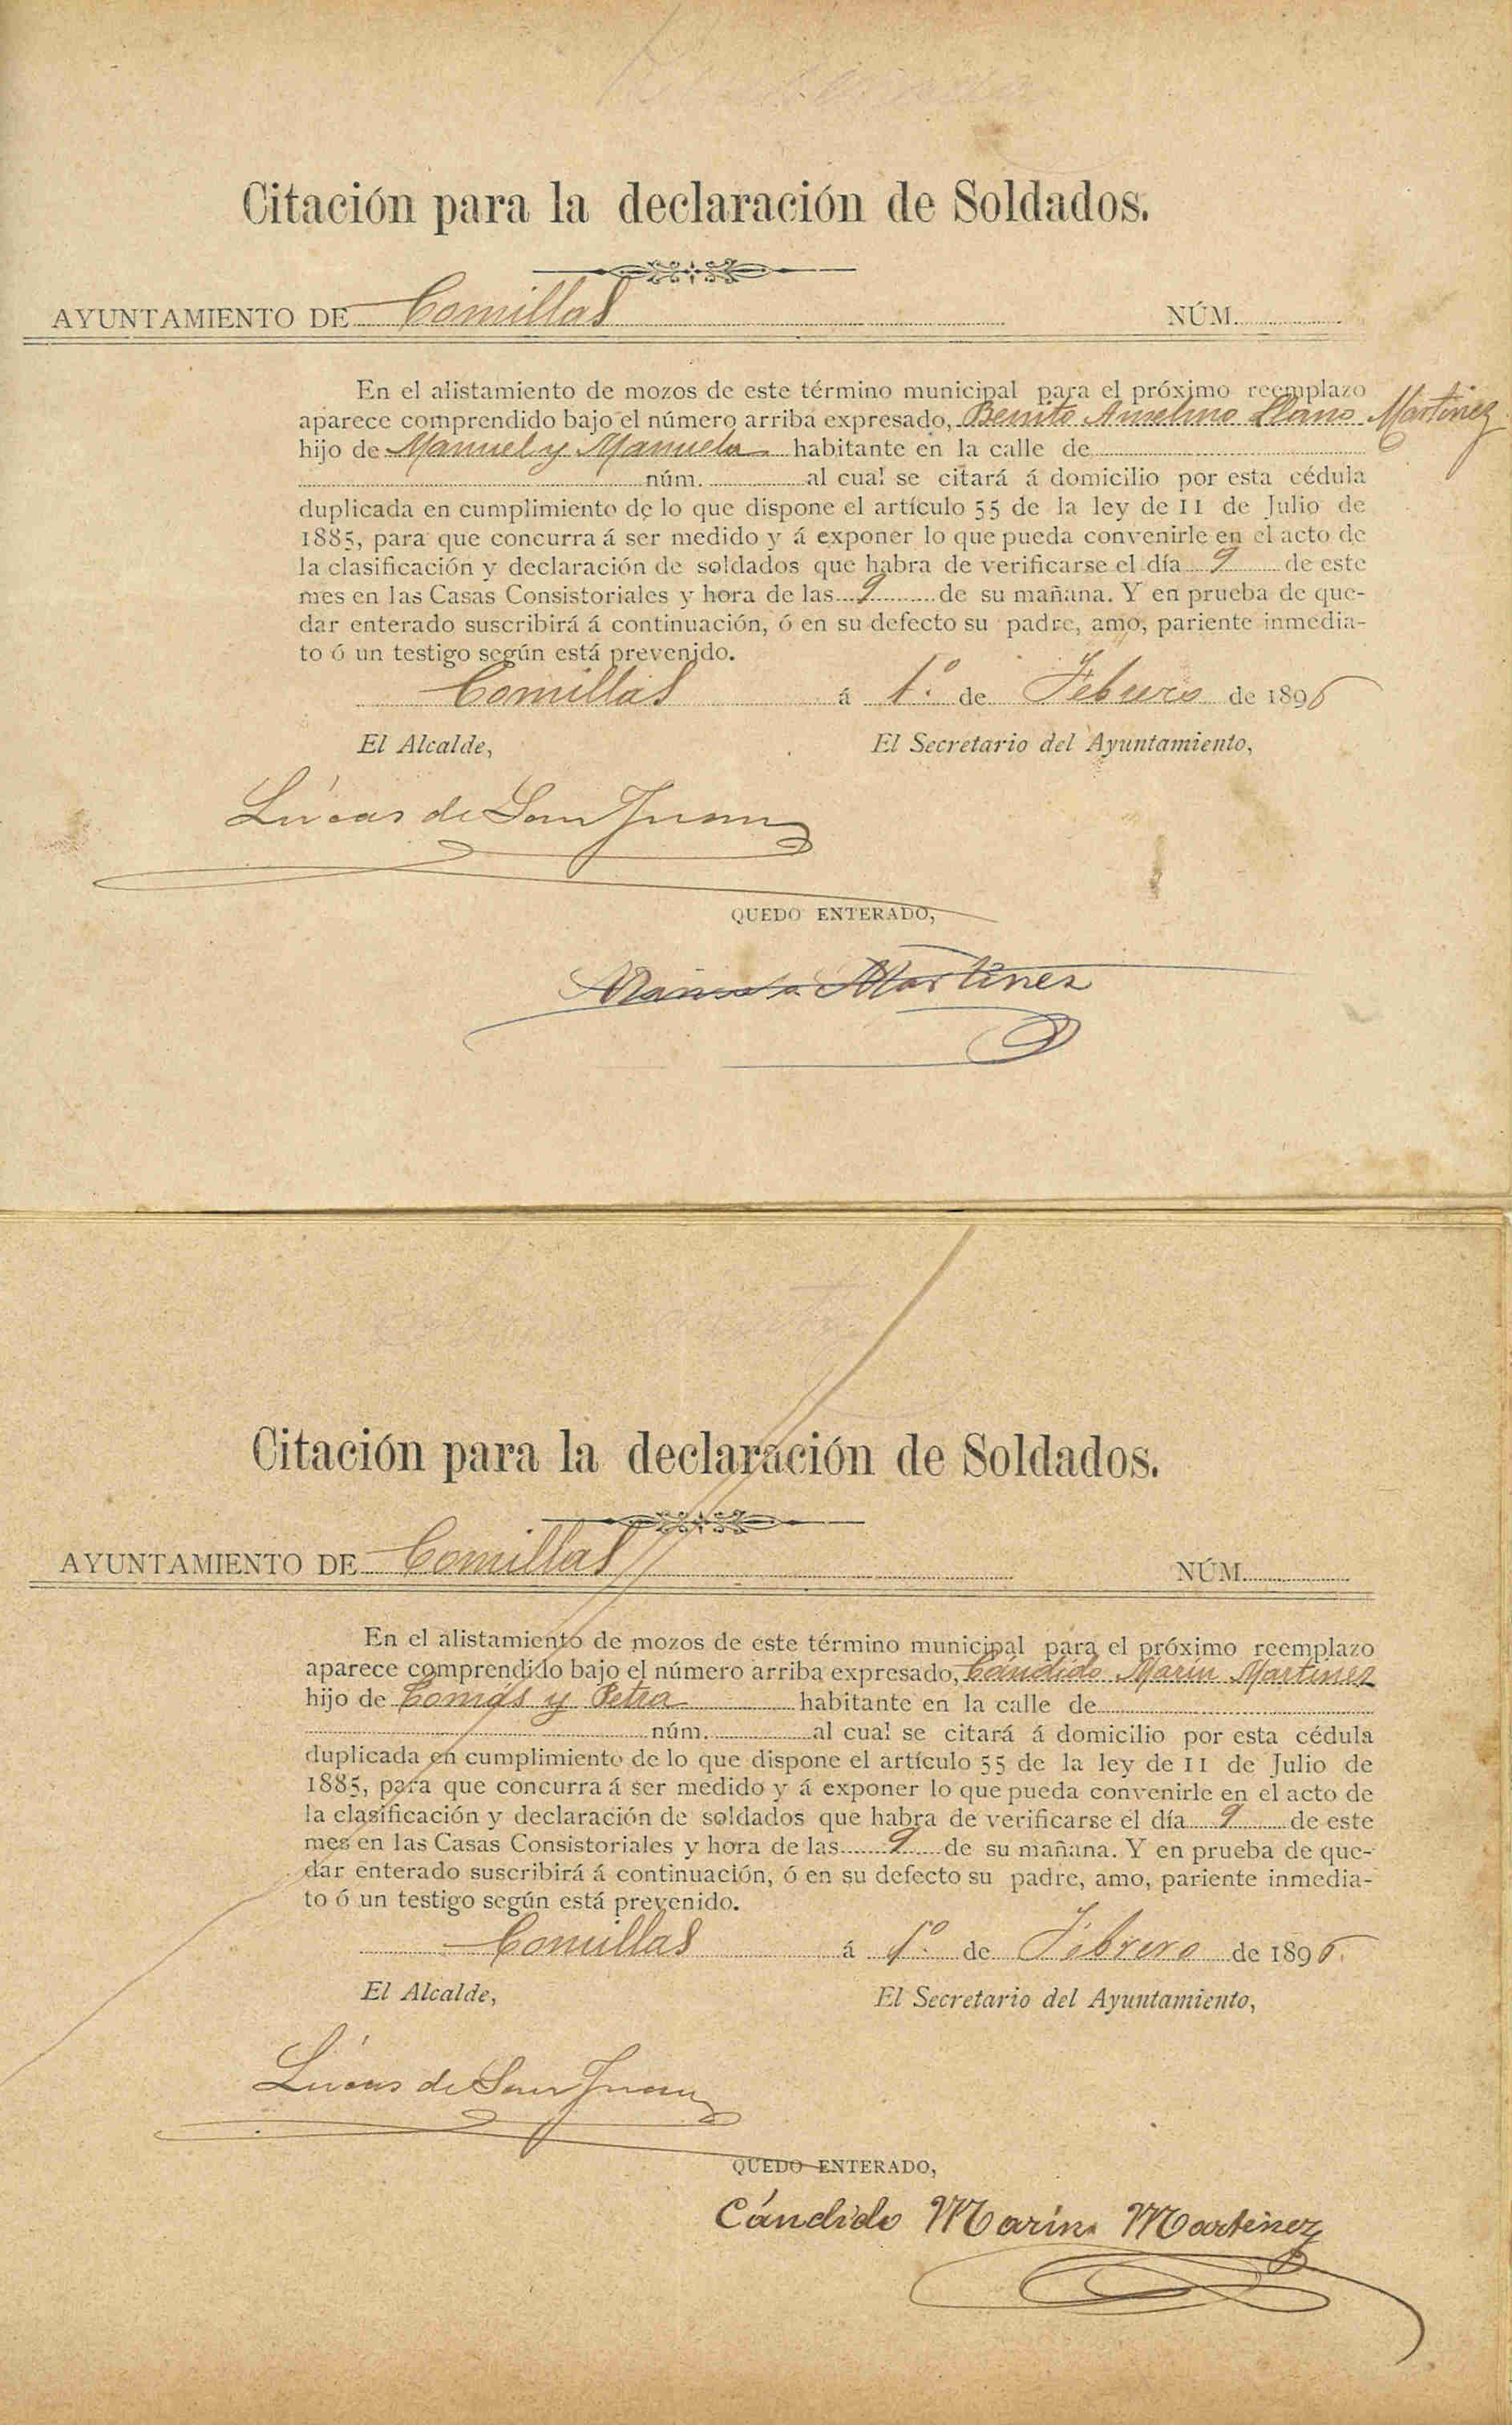 Citación para la declaración de Soldados.
AYUNTAMIENTO DE Comillas NÚM.
En el alistamiento de mozos de este término municipal para el próximo reemplazo
aparece comprendido bajo el número arriba expresado, Benito Anselmo Llano Martinez
hijo de Manuel y Manuela habitante en la calle de
núm. al cual se citará á domicilio por esta cédula
duplicada en cumplimiento de lo que dispone el artículo 55 de la ley de 11 de Julio de
1885, para que concurra á ser medido y á exponer lo que pueda convenirle en el acto de
la clasificación y declaración de soldados que habra de verificarse el día 9 de este
mes en las Casas Consistoriales y hora de las 9 de su mañana. Y en prueba de que-
dar enterado suscribirá á continuación, ó en su defecto su padre, amo, pariente inmedia-
to ó un testigo según está prevenido.
Comillas á 1.º de Febrero de 1896
El Alcalde, El Secretario del Ayuntamiento,
Lúcas de San Juan
QUEDO ENTERADO,
Manuela Martinez
Citación para la declaración de Soldados.
AYUNTAMIENTO DE Comillas NÚM.
En el alistamiento de mozos de este término municipal para el próximo reemplazo
aparece comprendido bajo el número arriba expresado, Cándido Marin Martinez
hijo de Tomás y Petra habitante en la calle de
núm. al cual se citará á domicilio por esta cédula
duplicada en cumplimiento de lo que dispone el artículo 55 de la ley de 11 de Julio de
1885, para que concurra á ser medido y á exponer lo que pueda convenirle en el acto de
la clasificación y declaración de soldados que habra de verificarse el día 9 de este
mes en las Casas Consistoriales y hora de las 9 de su mañana. Y en prueba de que-
dar enterado suscribirá á continuación, ó en su defecto su padre, amo, pariente inmedia-
to ó un testigo según está prevenido.
Comillas á 1.º de Febrero de 1896.
El Alcalde, El Secretario del Ayuntamiento,
Lúcas de San Juan
QUEDO ENTERADO,
Cándido Marin Martinez